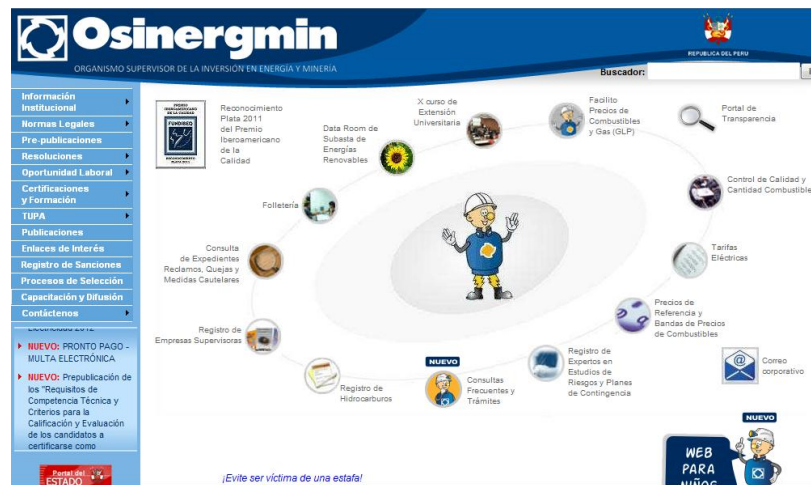 Osinergmin
ORGANISMO SUPERVISOR DE LA INVERSIÓN EN ENERGÍA Y MINERÍA
REPUBLICA DEL PERU
Buscador:
Información
Institucional
Normas Legales
Pre-publicaciones
Resoluciones
Oportunidad Laboral
Certificaciones
y Formación
TUPA
Publicaciones
Enlaces de Interés
Registro de Sanciones
Procesos de Selección
Capacitación y Difusión
Contáctenos
NUEVO: PRONTO PAGO -
MULTA ELECTRÓNICA
NUEVO: Prepublicación de
los "Requisitos de
Competencia Técnica y
Criterios para la
Calificación y Evaluación
de los candidatos a
certificarse como
Portal del
ESTADO
FUNDIBEQ
Reconocimiento
Plata 2011
del Premio
Iberoamericano
de la
Calidad
Data Room de
Subasta de
Energías
Renovables
X curso de
Extensión
Universitaria
Facilito
Precios de
Combustibles
y Gas (GLP)
Portal de
Transparencia
Control de Calidad y
Cantidad Combustible
Tarifas
Eléctricas
Precios de
Referencia y
Bandas de Precios
de Combustibles
Correo
corporativo
Registro de
Expertos en
Estudios de
Riesgos y Planes
de Contingencia
NUEVO
Consultas
Frecuentes y
Trámites
Registro de
Hidrocarburos
Registro de
Empresas Supervisoras
Consulta
de Expedientes
Reclamos, Quejas y
Medidas Cautelares
Folletería
NUEVO
WEB
PARA
NIÑOS
¡Evite ser víctima de una estafa!